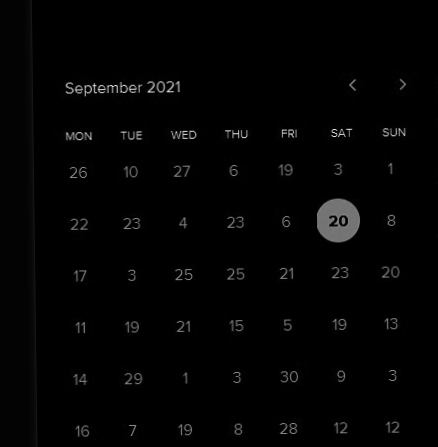 September 2021 < >
MON TUE WED THU FRI SAT SUN
26 10 27 6 19 3 1
22 23 4 23 6 20 8
17 3 25 25 21 23 20
11 19 21 15 5 19 13
14 29 1 3 30 9 3
16 7 19 8 28 12 12